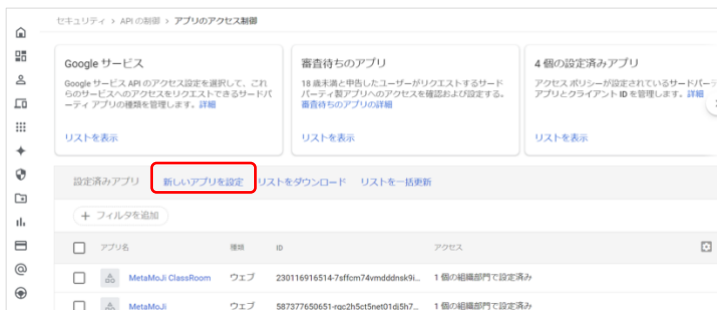 セキュリティ > API の制御 > アプリのアクセス制御
Google サービス
Google サービス API のアクセス設定を選択して、これ
らのサービスへのアクセスをリクエストできるサードパ
ーティ アプリの種類を管理します。詳細
リストを表示
審査待ちのアプリ
18 歳未満と申告したユーザーがリクエストするサード
パーティ製アプリへのアクセスを確認および設定する。
審査待ちのアプリの詳細
リストを表示
4 個の設定済みアプリ
アクセス ポリシーが設定されているサードパーテ
アプリとクライアント ID を管理します。詳細
リストを表示
設定済みアプリ 新しいアプリを設定 リストをダウンロード リストを一括更新
+ フィルタを追加
アプリ名 種類 ID アクセス
MetaMoJi ClassRoom ウェブ 230116916514-7sffcm74vmdddnsk9i... 1 個の組織部門で設定済み
MetaMoJi ウェブ 587377650651-rqc2h5ct5net01dj5h7... 1 個の組織部門で設定済み